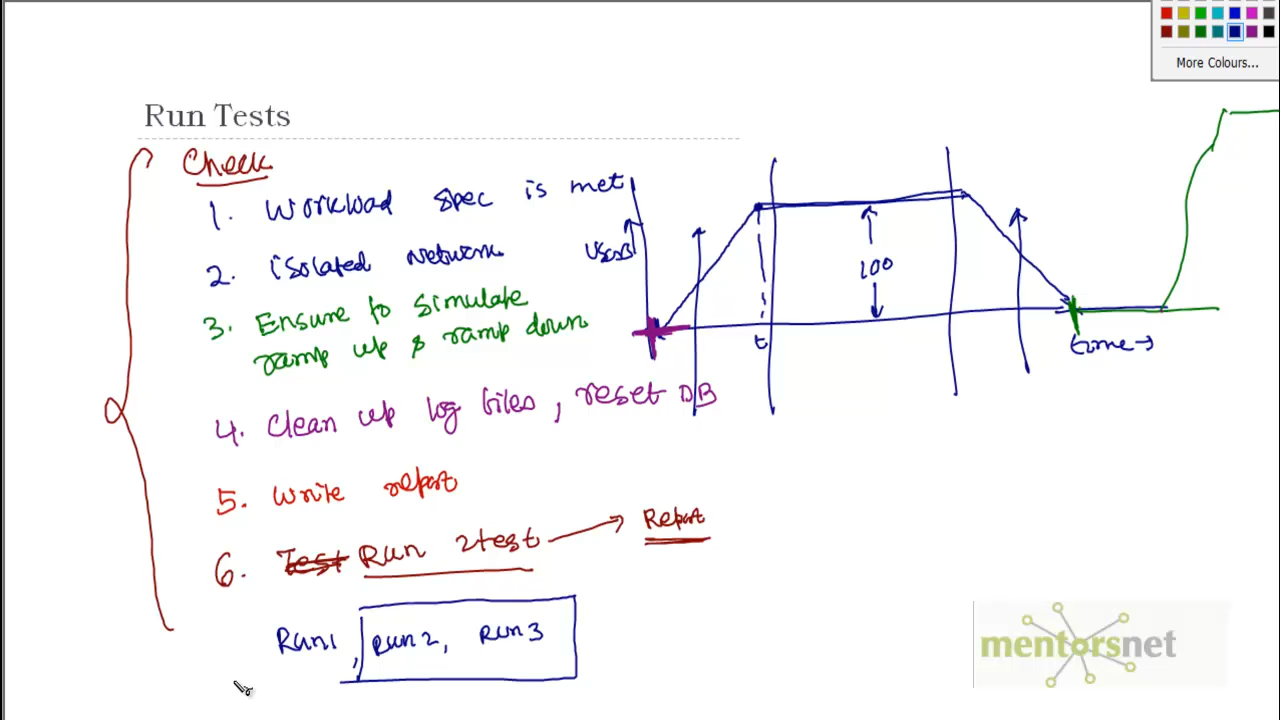 More Colours...
Run Tests
Check
1. Workload spec is met
2. isolated network
3. Ensure to simulate
ramp up & ramp down
4. Clean up log files, reset DB
5. Write report
6. Test Run 2test → Report
Run1, Run2, Run3
Users
100
t
time →
mentorsnet